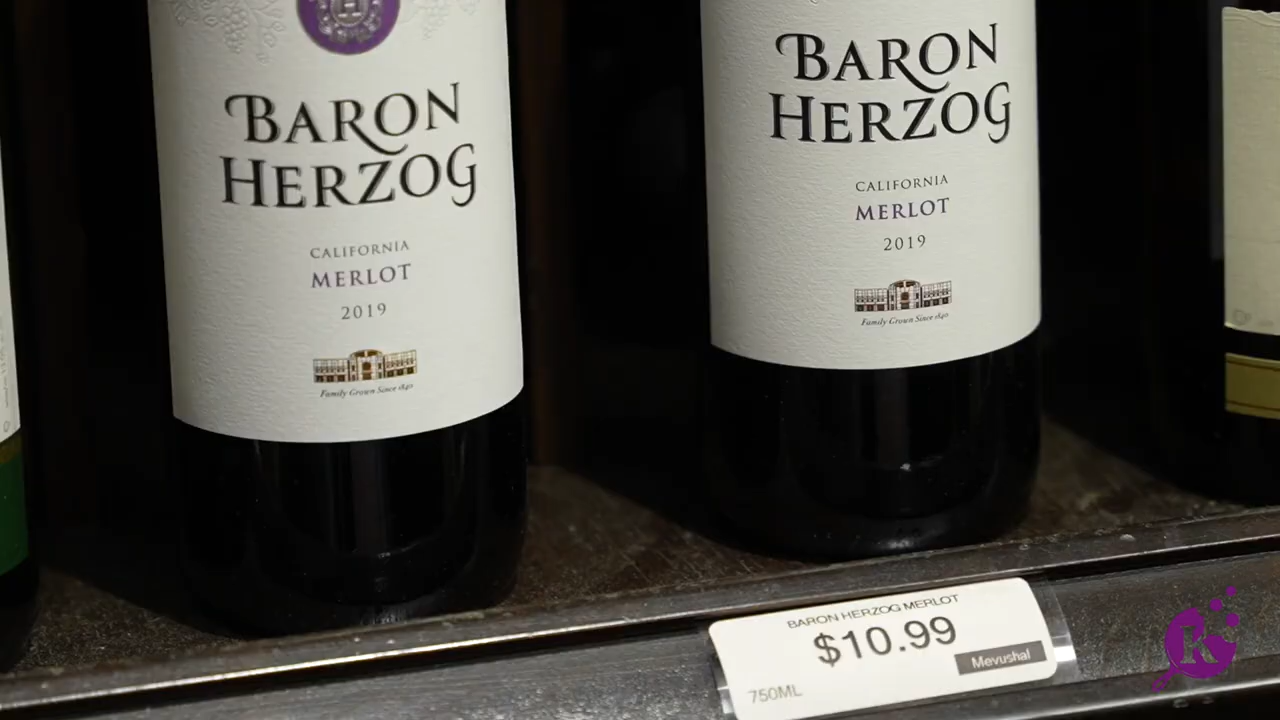 H
BARON
HERZOG
CALIFORNIA
MERLOT
2019
Family Grown Since 1840
BARON
HERZOG
CALIFORNIA
MERLOT
2019
Family Grown Since 1840
BARON HERZOG MERLOT
$10.99
Mevushal
750ML
K